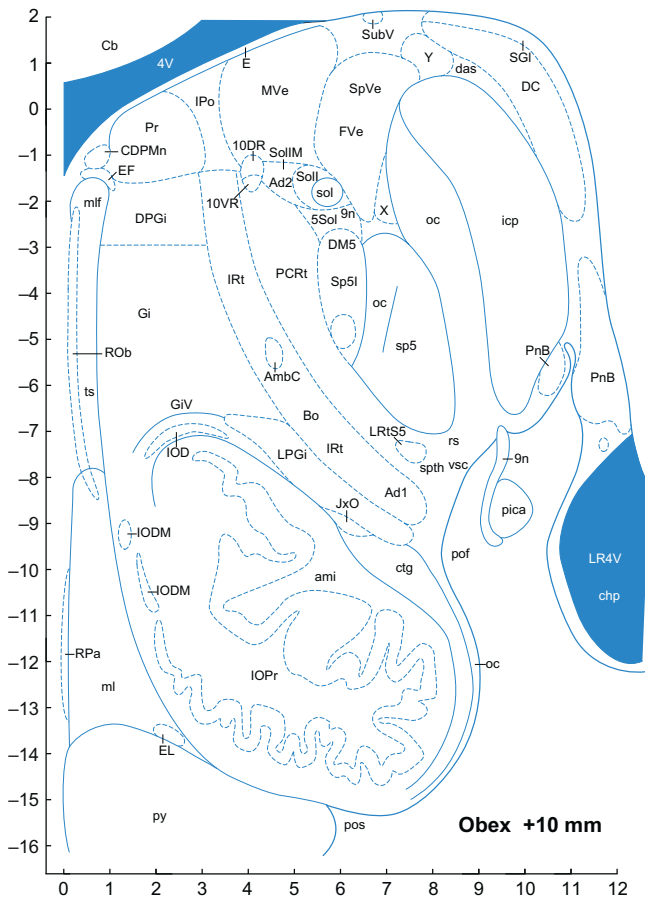 2
1
0
–1
–2
–3
–4
–5
–6
–7
–8
–9
–10
–11
–12
–13
–14
–15
–16
0 1 2 3 4 5 6 7 8 9 10 11 12
Cb
4V
E
SubV
SGl
Y
das
DC
MVe
SpVe
IPo
Pr
FVe
10DR
SolIM
CDPMn
EF
Ad2
SolI
sol
mlf
10VR
5Sol
9n
X
oc
icp
DPGi
DM5
IRt
PCRt
Sp5I
oc
Gi
sp5
ROb
PnB
PnB
ts
AmbC
GiV
Bo
LRtS5
IOD
LPGi
IRt
rs
spth
vsc
9n
JxO
Ad1
pica
IODM
pof
LR4V
ctg
ami
IODM
chp
RPa
oc
IOPr
ml
EL
py
pos
Obex +10 mm